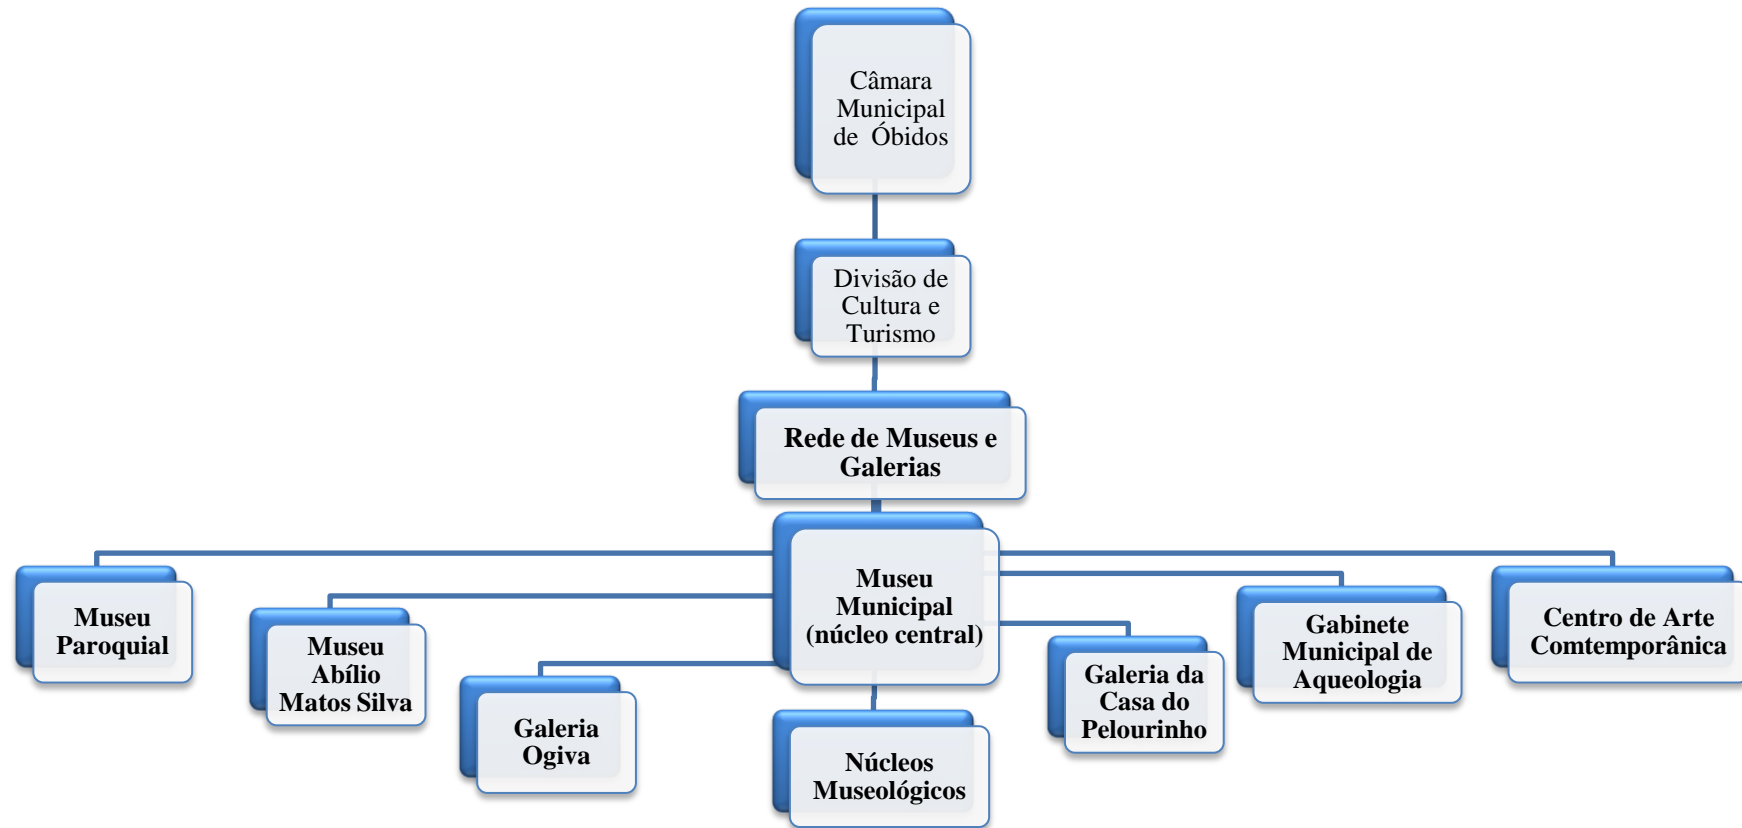 Câmara
Municipal
de Óbidos
Divisão de
Cultura e
Turismo
Rede de Museus e
Galerias
Museu
Municipal
(núcleo central)
Museu
Paroquial
Museu
Abílio
Matos Silva
Galeria
Ogiva
Núcleos
Museológicos
Galeria da
Casa do
Pelourinho
Gabinete
Municipal de
Aqueologia
Centro de Arte
Comtemporânica